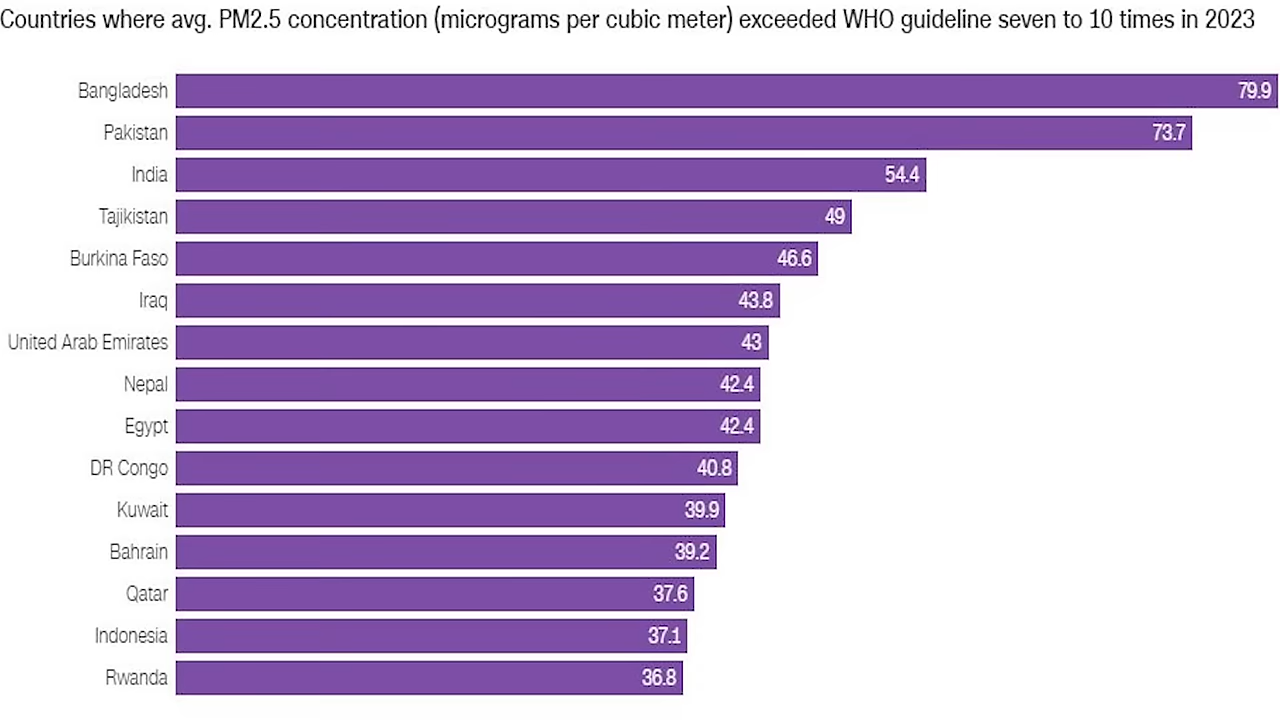 Countries where avg. PM2.5 concentration (micrograms per cubic meter) exceeded WHO guideline seven to 10 times in 2023
Bangladesh 79.9
Pakistan 73.7
India 54.4
Tajikistan 49
Burkina Faso 46.6
Iraq 43.8
United Arab Emirates 43
Nepal 42.4
Egypt 42.4
DR Congo 40.8
Kuwait 39.9
Bahrain 39.2
Qatar 37.6
Indonesia 37.1
Rwanda 36.8